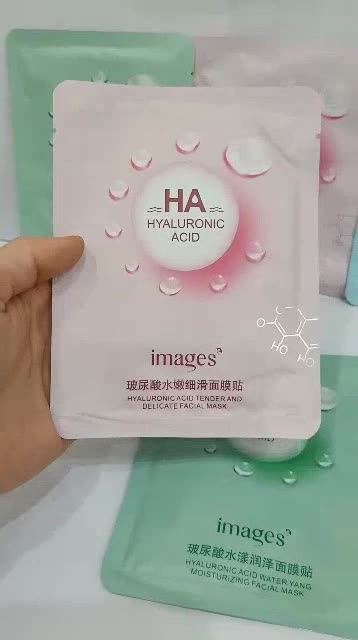 HA
HYALURONIC
ACID
O
HO
HO
images
玻尿酸水嫩细滑面膜贴
HYALURONIC ACID TENDER AND
DELICATE FACIAL MASK
images
玻尿酸水漾润泽面膜贴
HYALURONIC ACID WATER YANG
MOISTURIZING FACIAL MASK